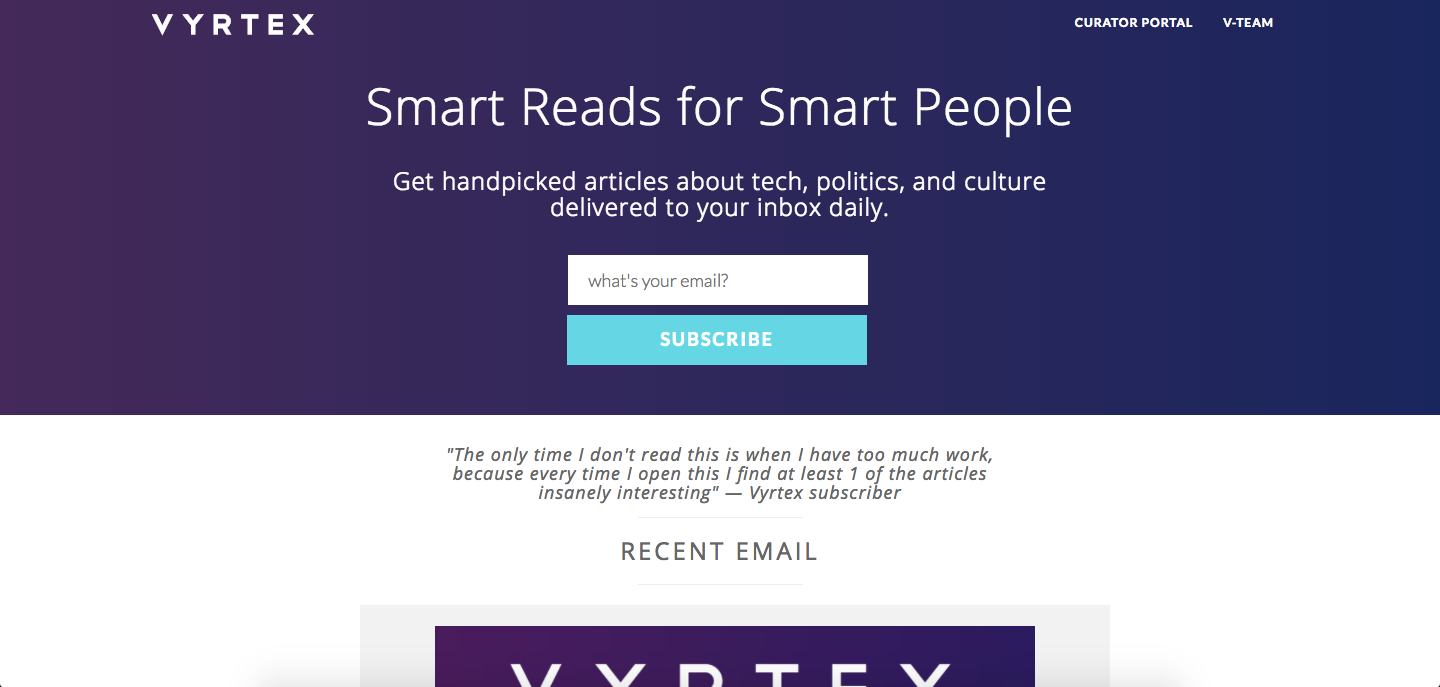 VYRTEX
CURATOR PORTAL
V-TEAM
Smart Reads for Smart People
Get handpicked articles about tech, politics, and culture
delivered to your inbox daily.
what's your email?
SUBSCRIBE
"The only time I don't read this is when I have too much work,
because every time I open this I find at least 1 of the articles
insanely interesting" — Vyrtex subscriber
RECENT EMAIL
VYRTEX